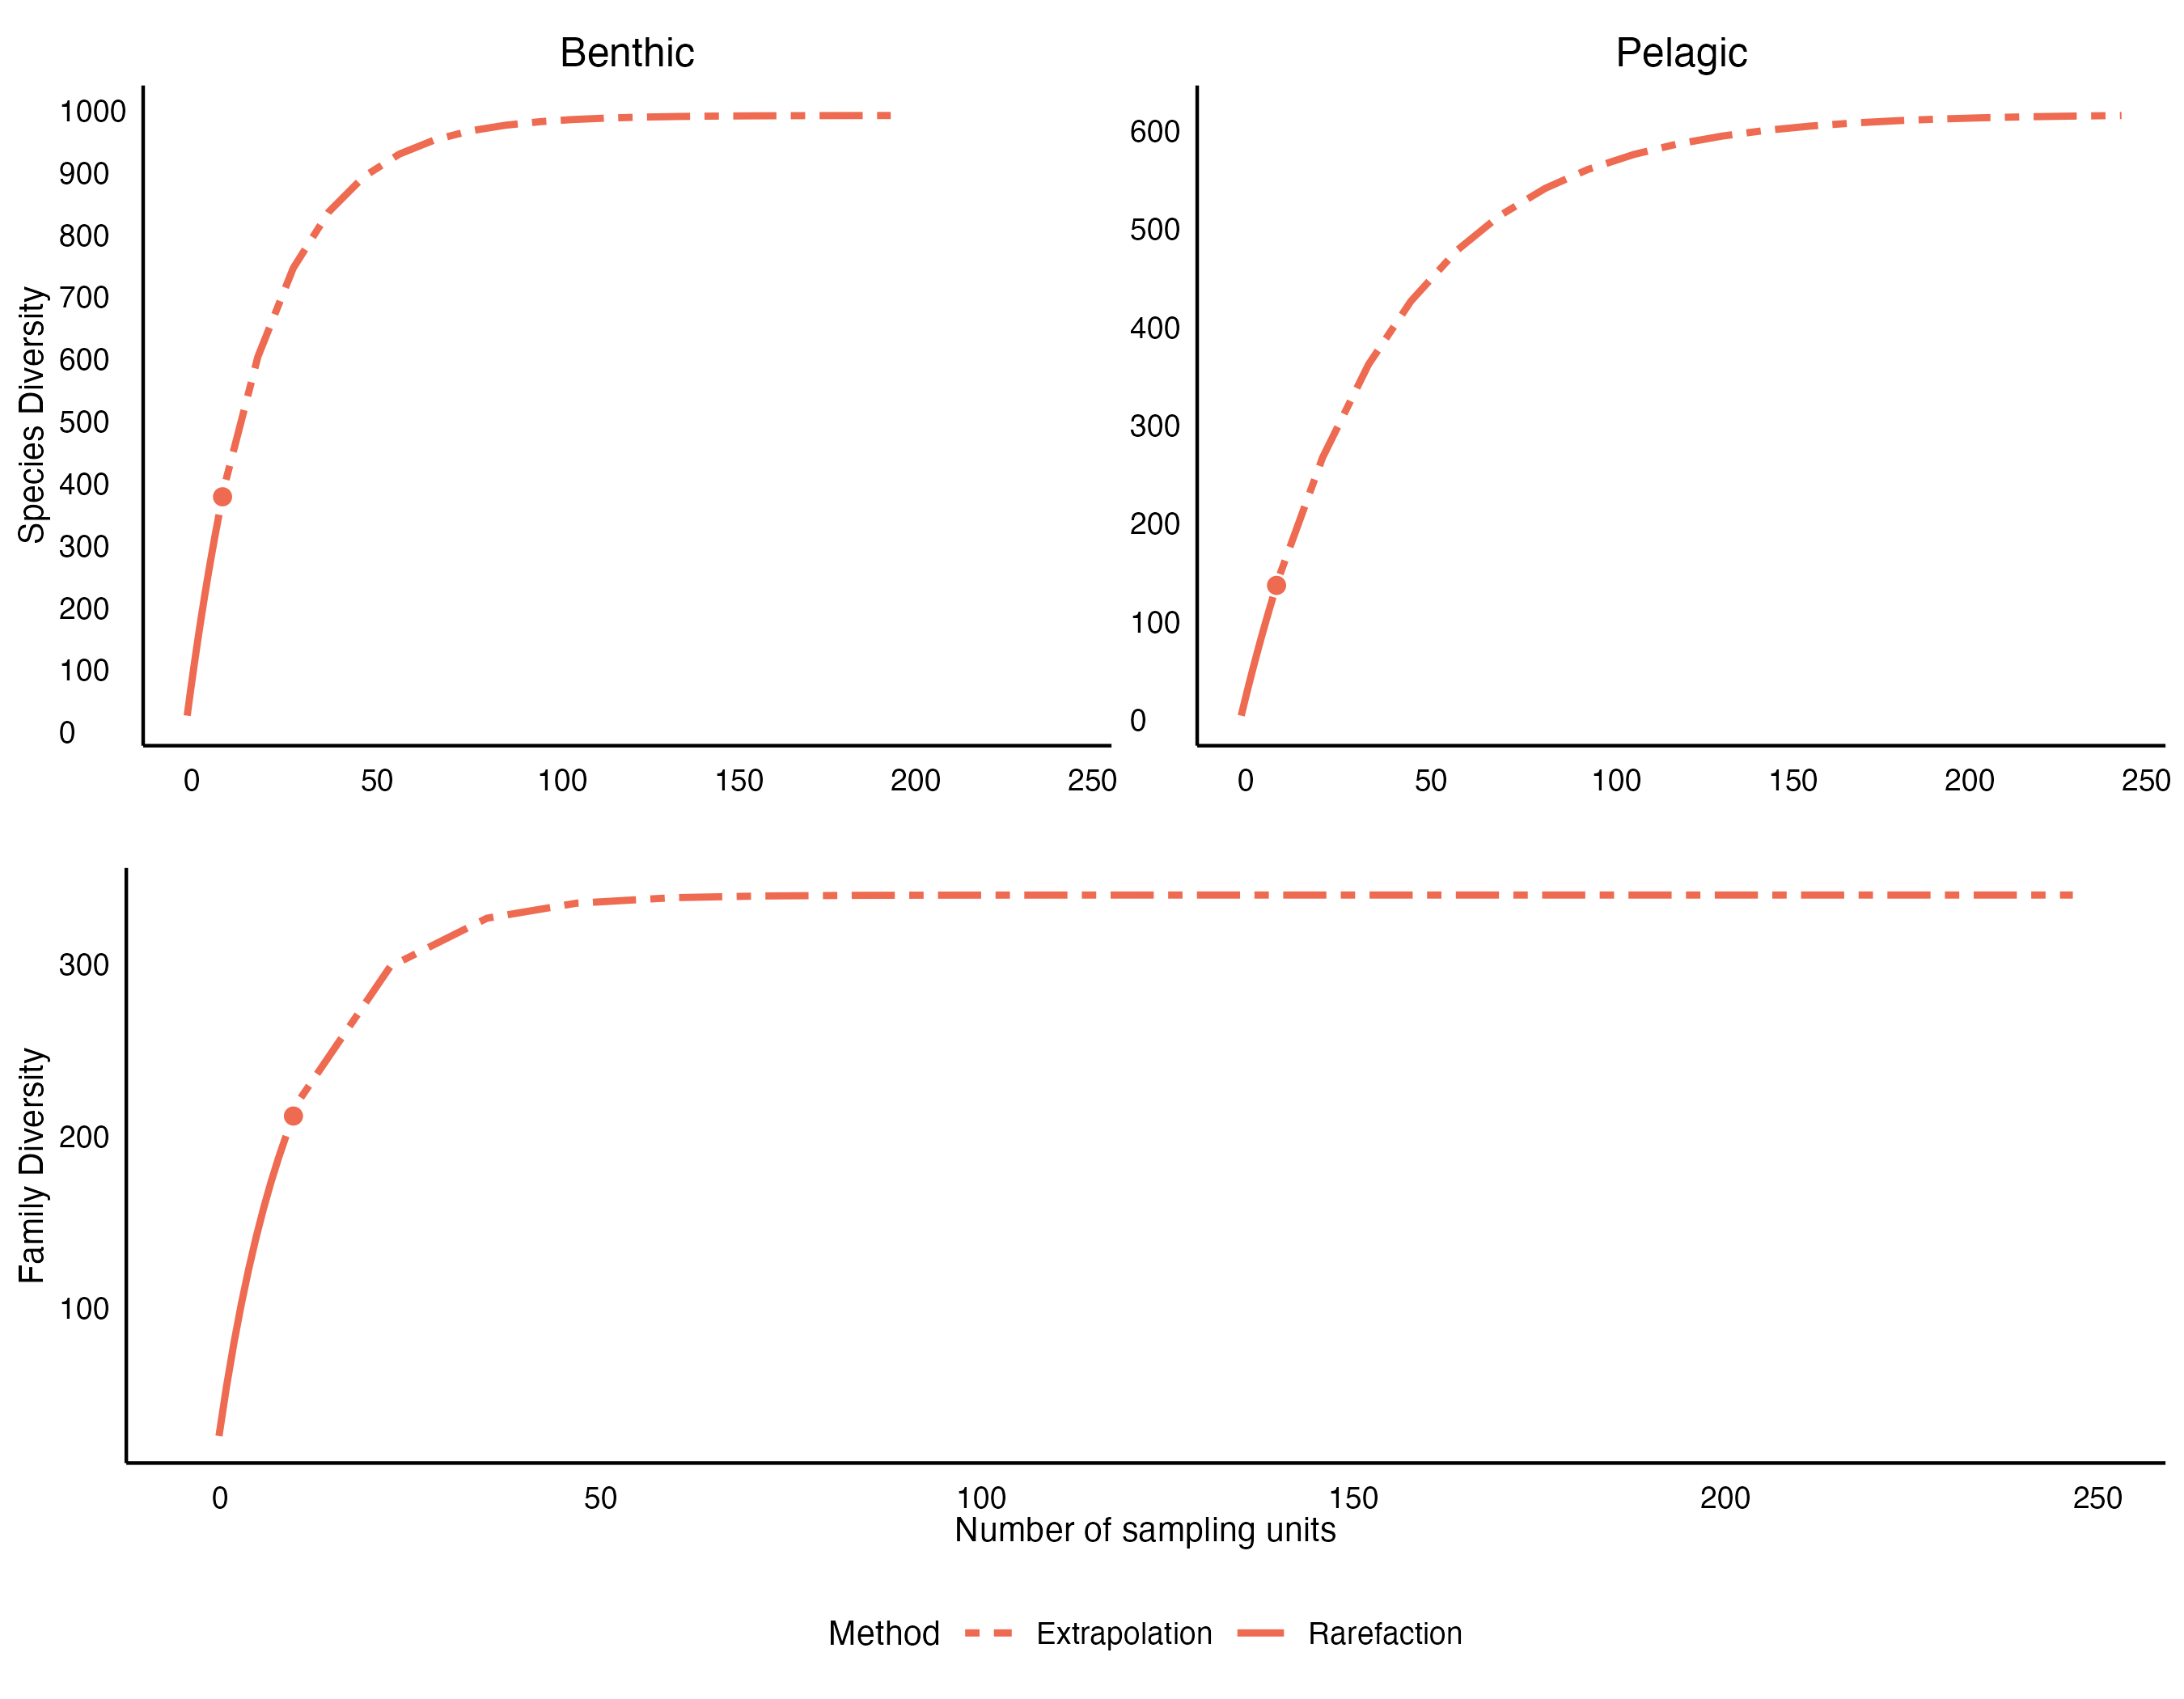 Benthic
Pelagic
Species Diversity
1000
900
800
700
600
500
400
300
200
100
0
0 50 100 150 200 250
600
500
400
300
200
100
0
0 50 100 150 200 250
Family Diversity
300
200
100
0 50 100 150 200 250
Number of sampling units
Method Extrapolation Rarefaction